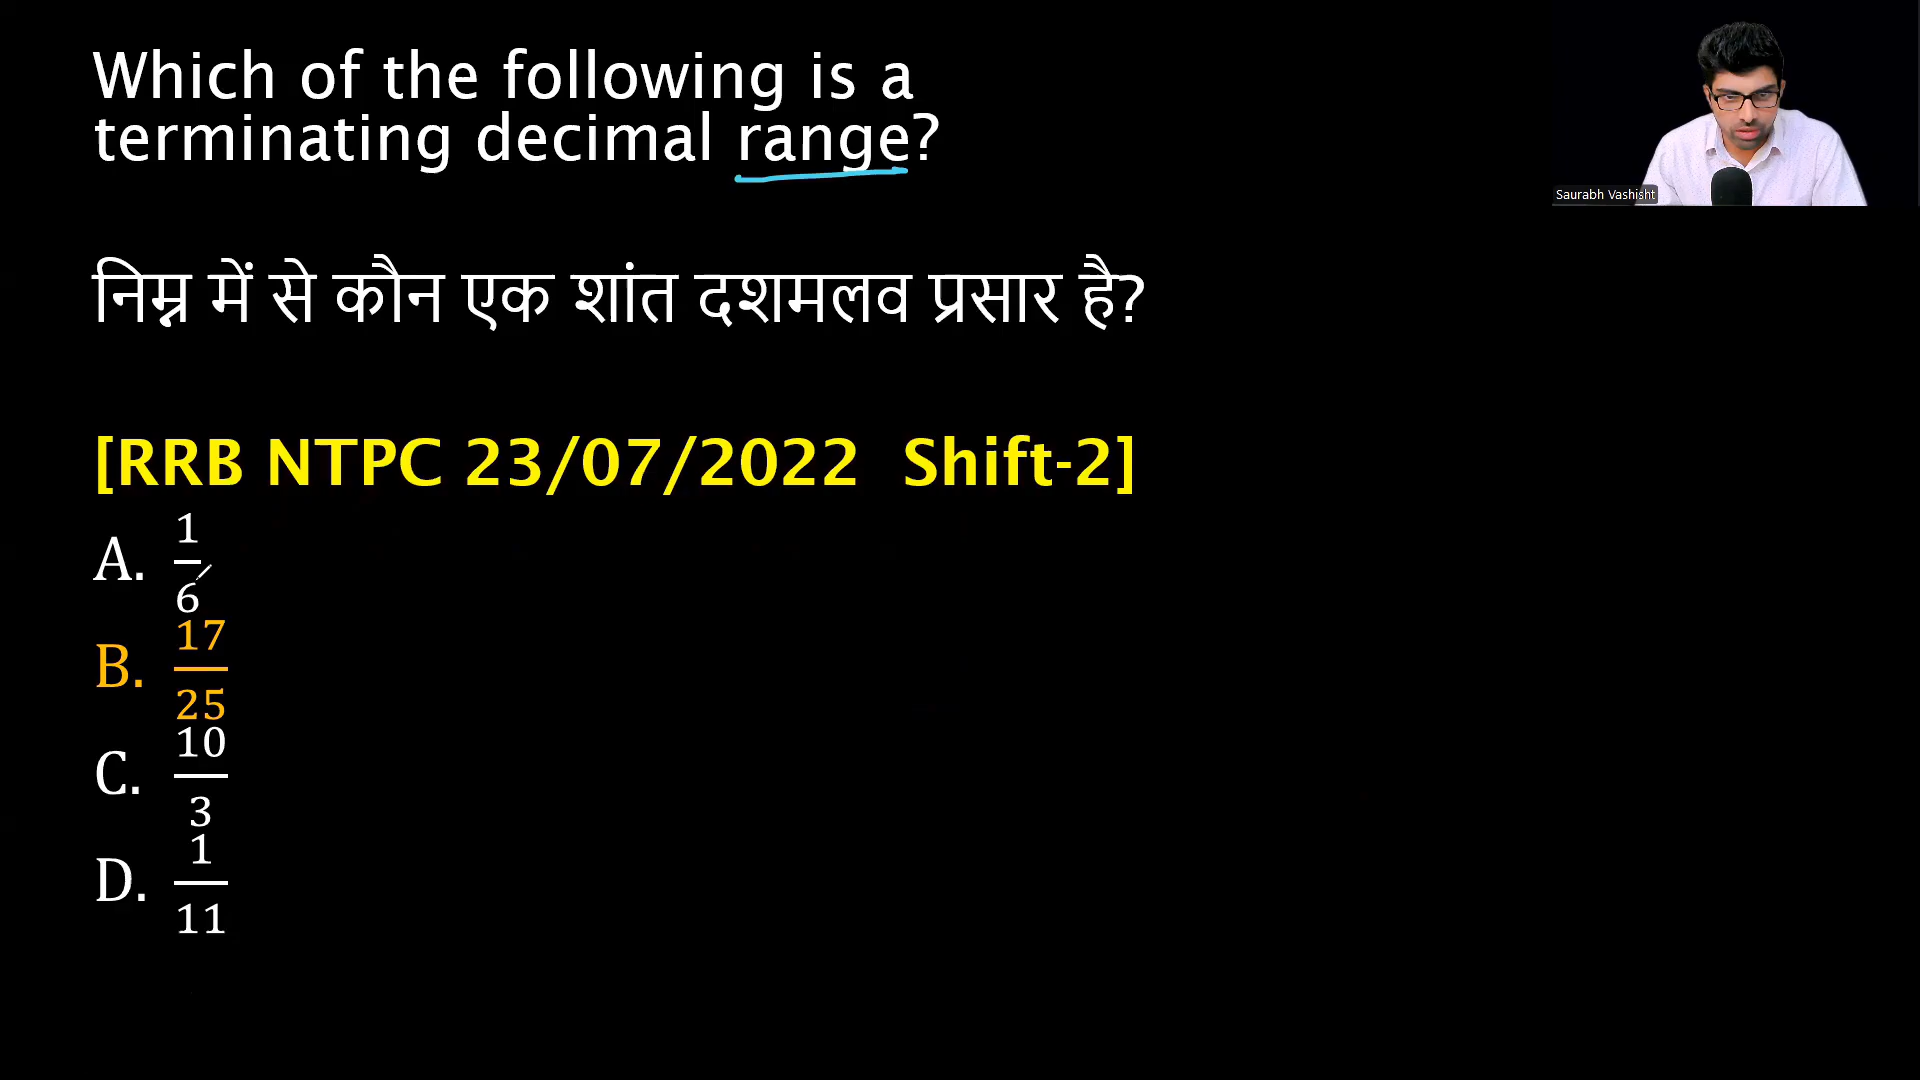 Which of the following is a
terminating decimal range?
Saurabh Vashisht
निम्न में से कौन एक शांत दशमलव प्रसार है?
[RRB NTPC 23/07/2022 Shift-2]
A. 1/6
B. 17/25
C. 10/3
D. 1/11